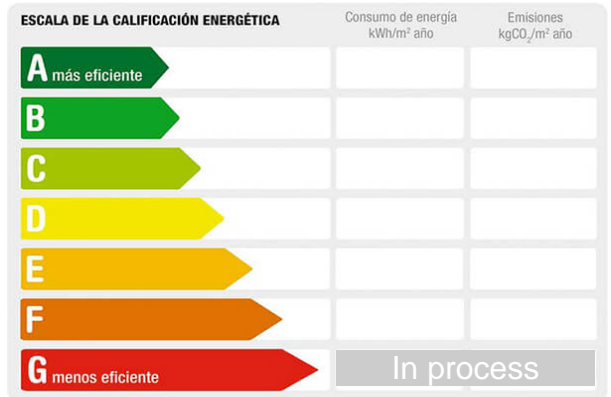 ESCALA DE LA CALIFICACIÓN ENERGÉTICA
Consumo de energía
kWh/m² año
Emisiones
kgCO₂/m² año
A más eficiente
B
C
D
E
F
G menos eficiente
In process